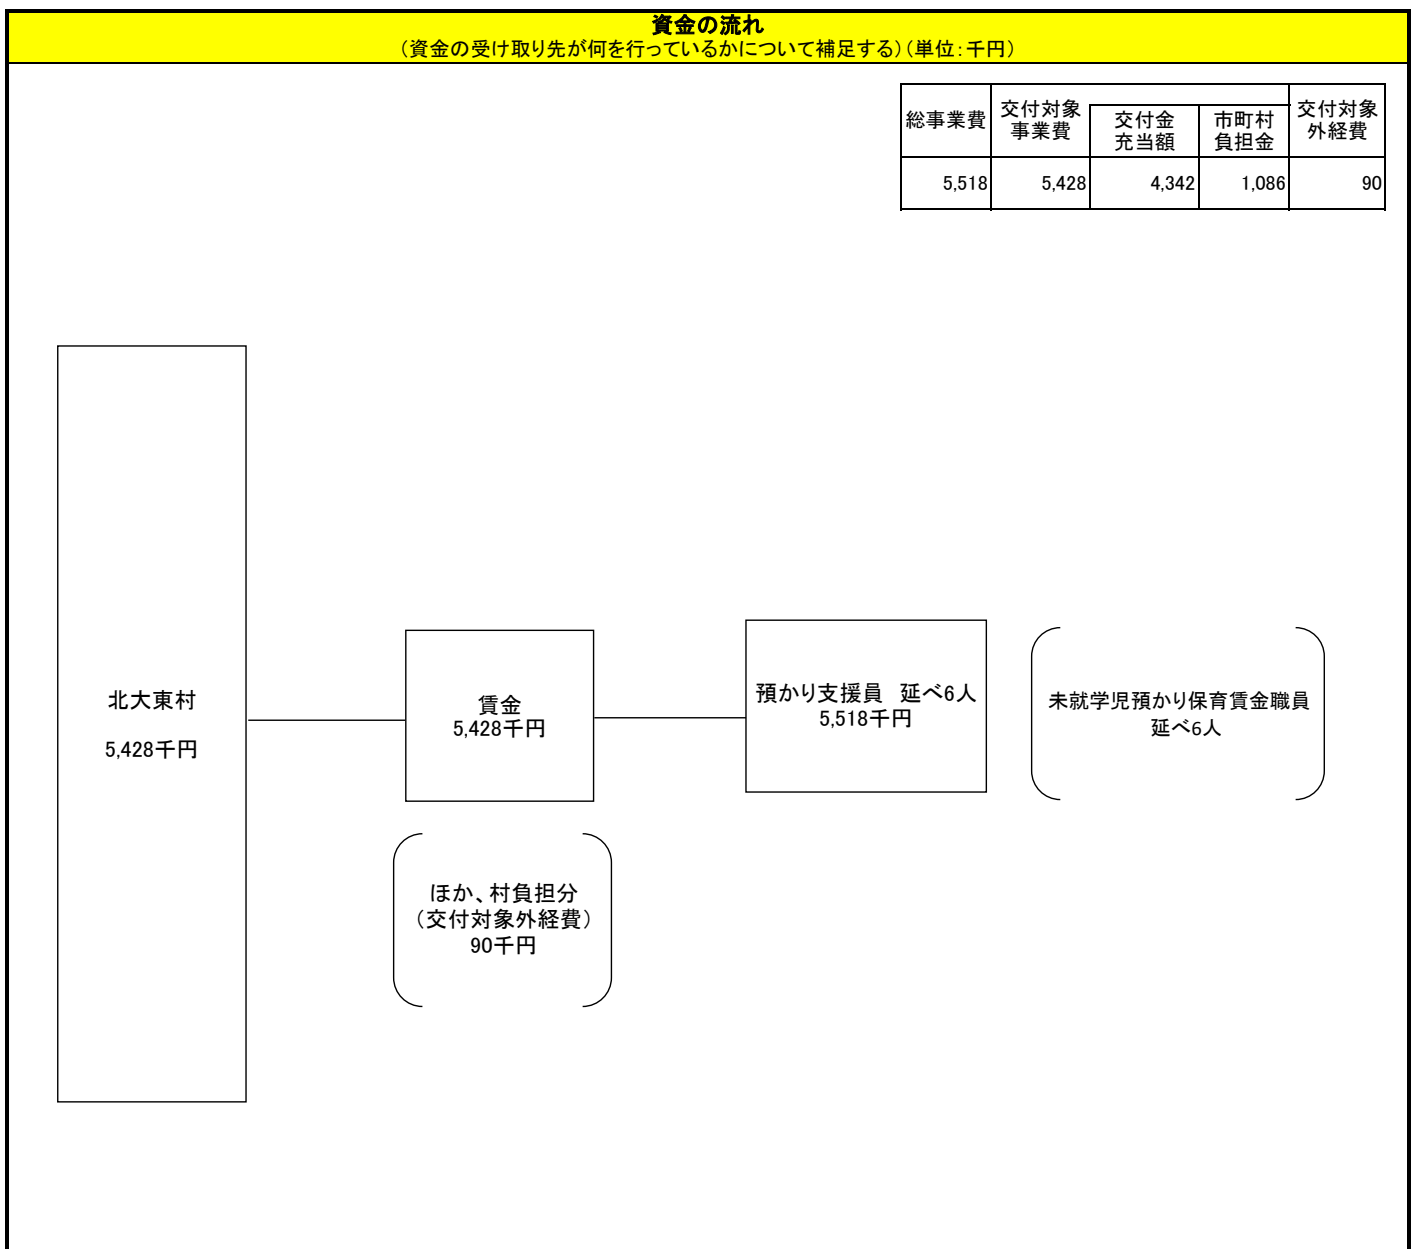 資金の流れ
（資金の受け取り先が何を行っているかについて補足する）（単位：千円）
総事業費
交付対象
事業費
交付金
充当額
市町村
負担金
交付対象
外経費
5,518
5,428
4,342
1,086
90
北大東村
5,428千円
賃金
5,428千円
預かり支援員　延べ6人
5,518千円
未就学児預かり保育賃金職員
延べ6人
ほか、村負担分
（交付対象外経費）
90千円